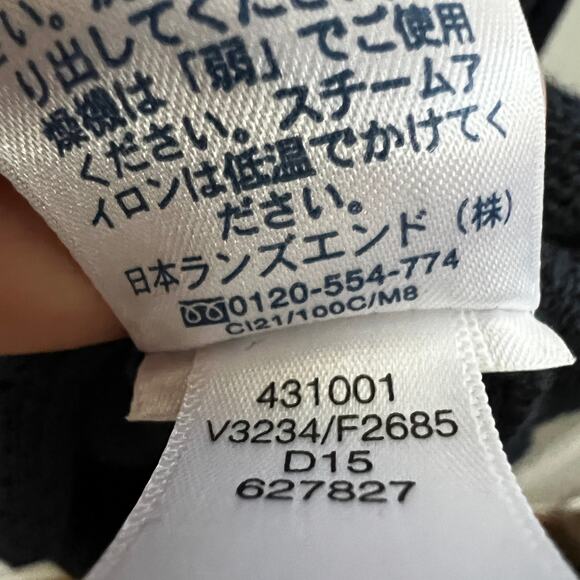 り出してください
燥機は「弱」でご使用
ください。スチームア
イロンは低温でかけてく
ださい。
日本ランズエンド(株)
0120-554-774
CI21/100C/M8
431001
V3234/F2685
D15
627827